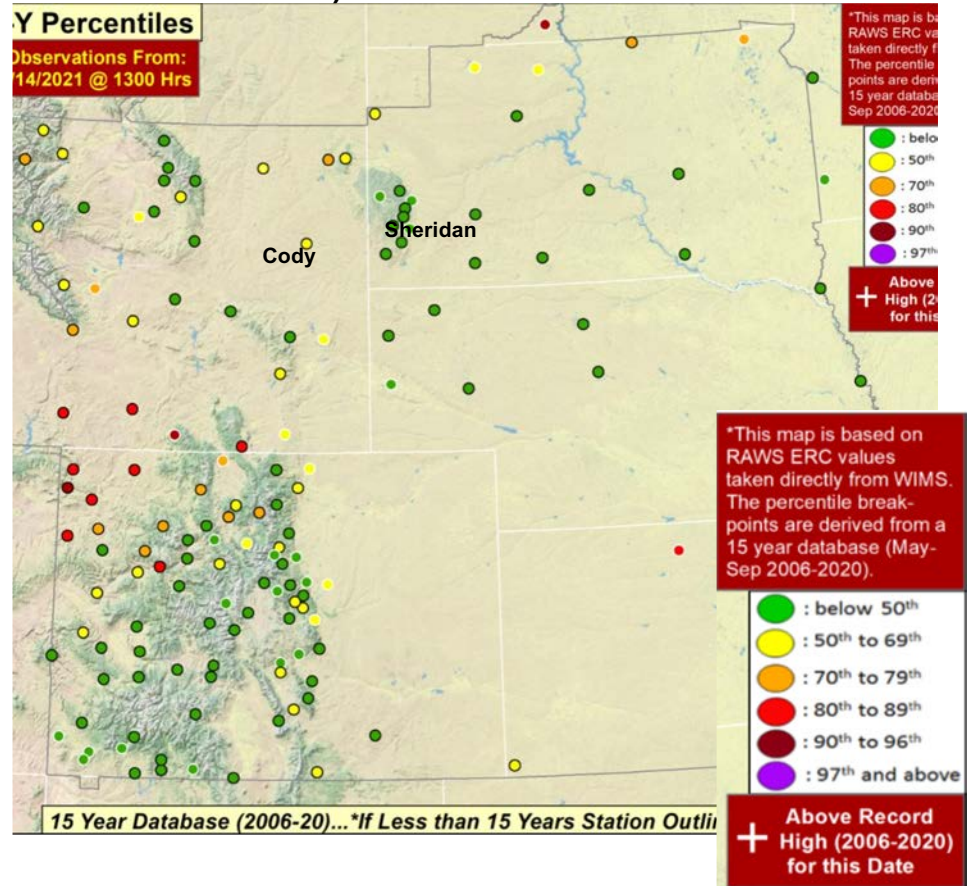 -Y Percentiles
Observations From:
/14/2021 @ 1300 Hrs
*This map is ba
RAWS ERC va
taken directly f
The percentile
points are deriv
15 year databa
Sep 2006-2020
: belo
: 50th
: 70th
: 80th
: 90th
: 97th
Above
High (2
for this
Sheridan
Cody
*This map is based on
RAWS ERC values
taken directly from WIMS.
The percentile break-
points are derived from a
15 year database (May-
Sep 2006-2020).
: below 50th
: 50th to 69th
: 70th to 79th
: 80th to 89th
: 90th to 96th
: 97th and above
Above Record
+ High (2006-2020)
for this Date
15 Year Database (2006-20)...*If Less than 15 Years Station Outli